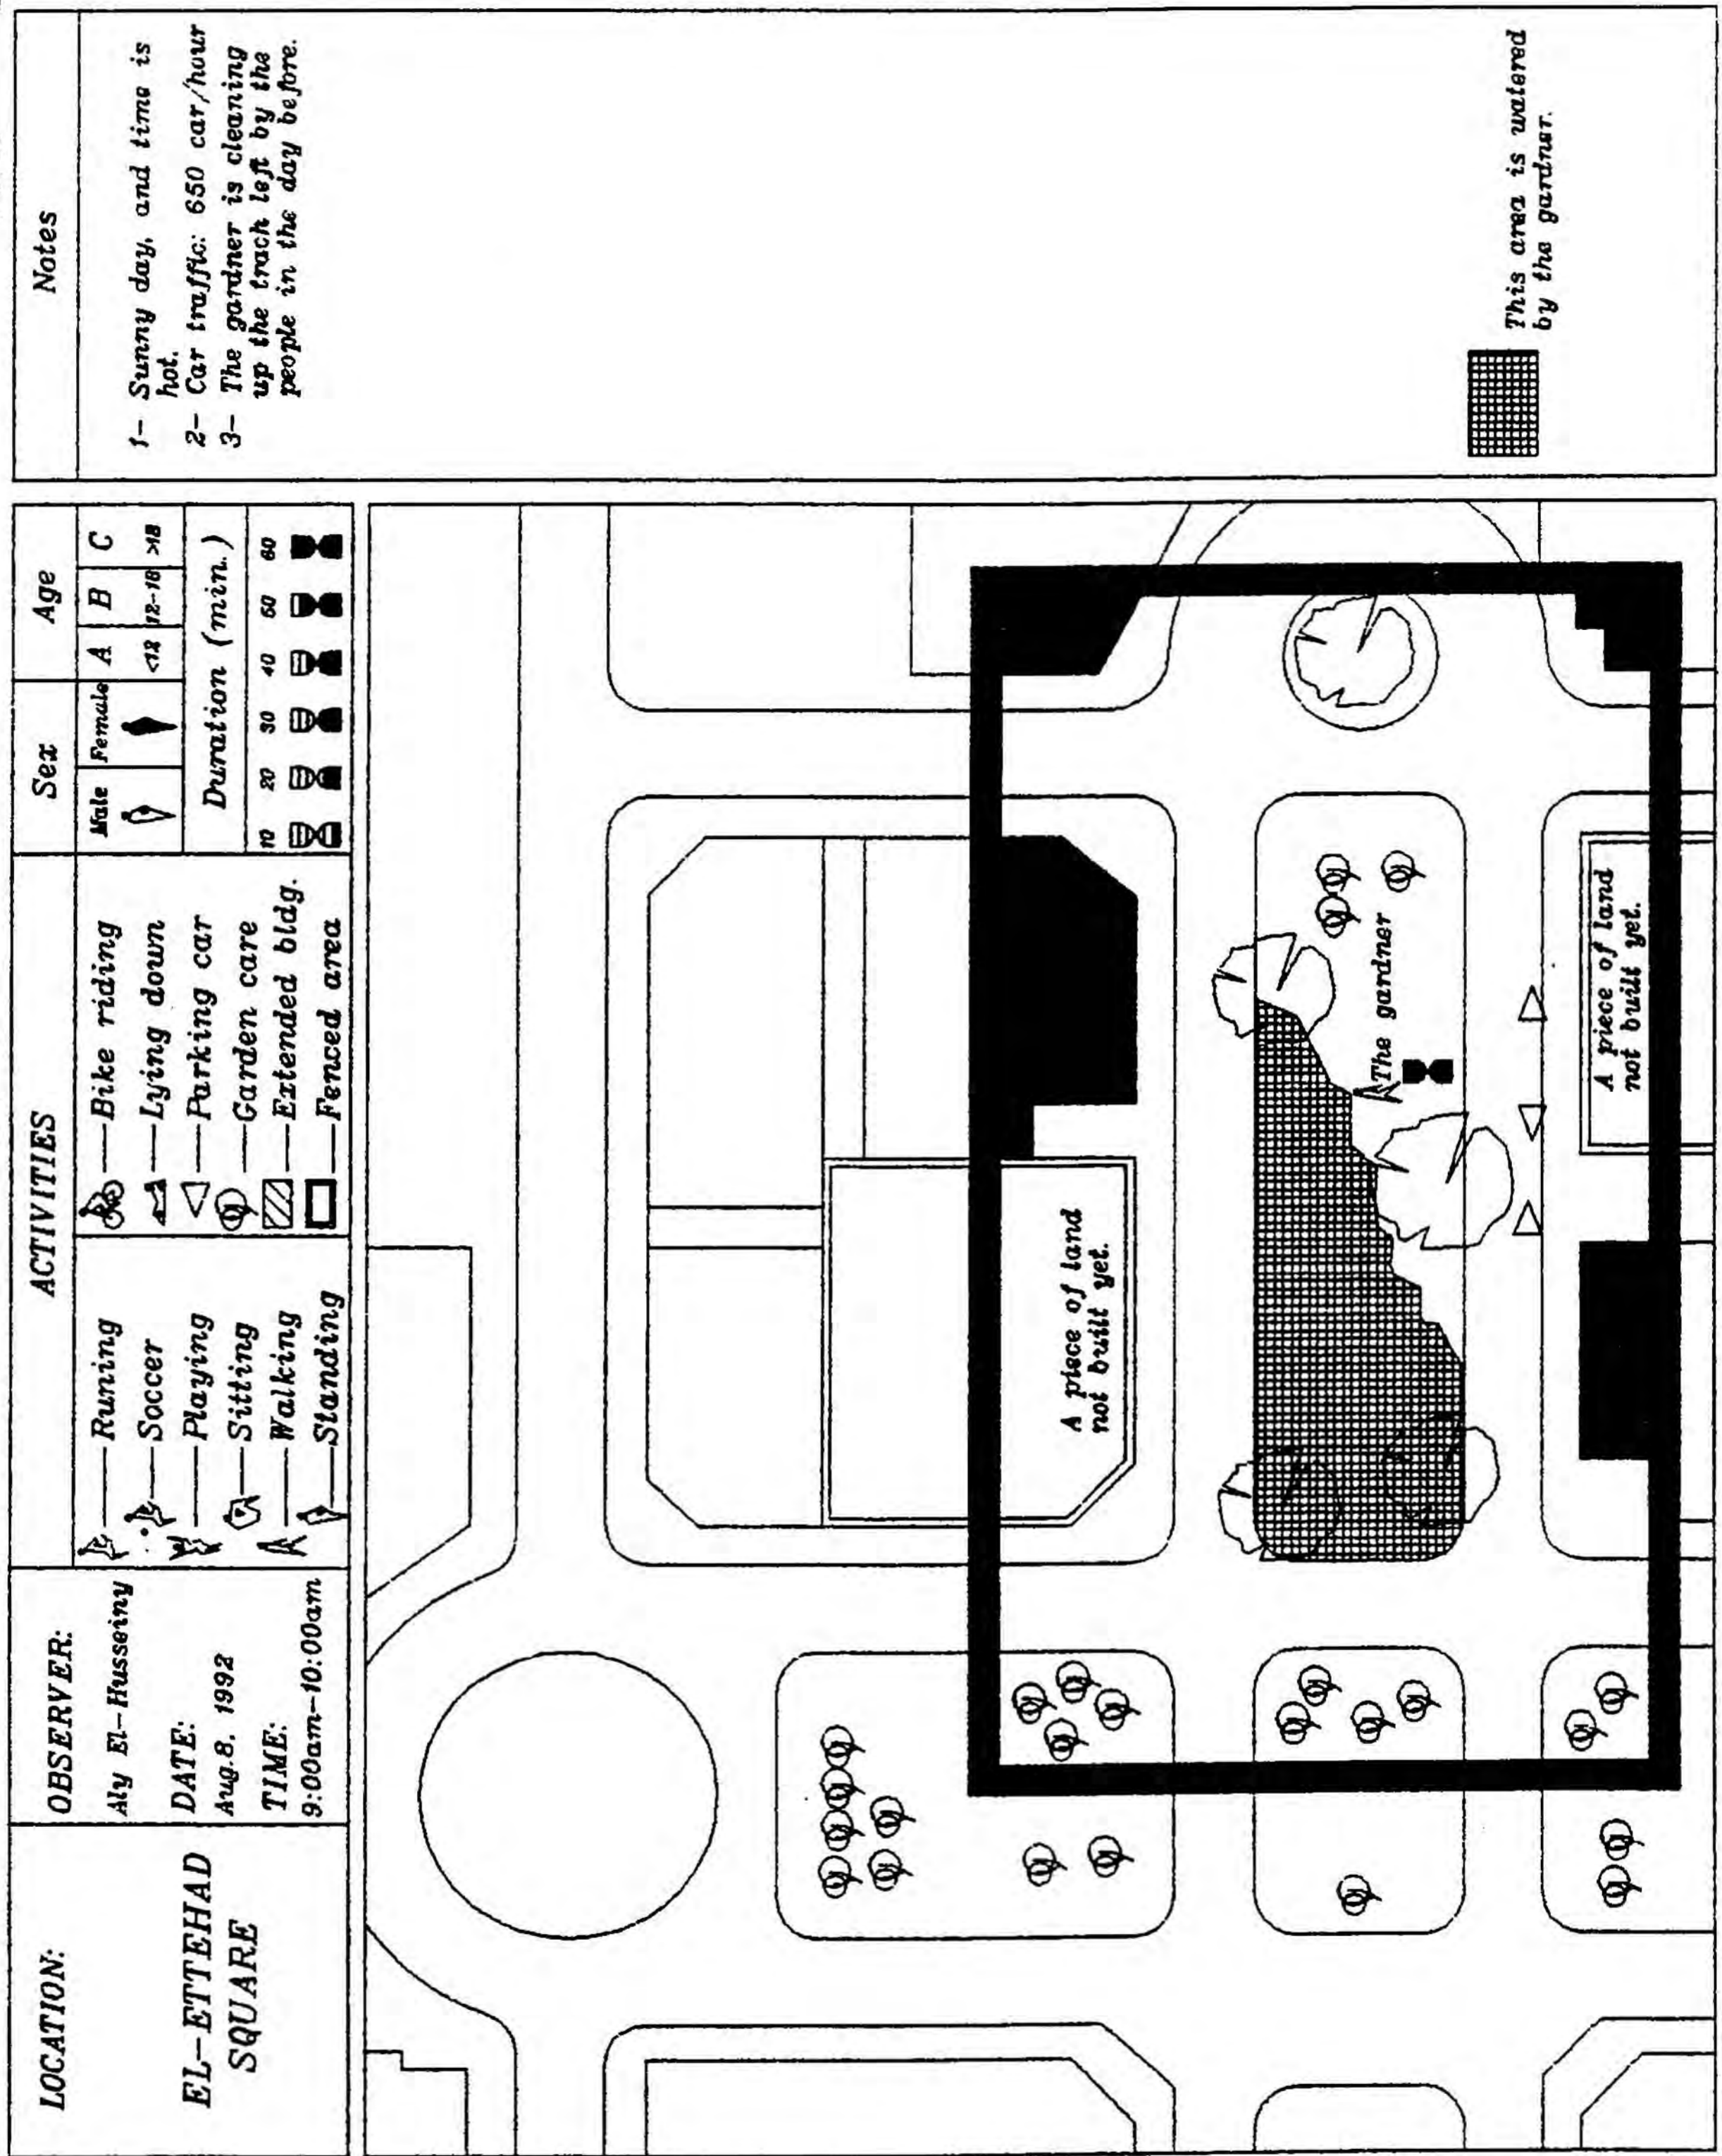 LOCATION:
EL-ETTEHAD
SQUARE
OBSERVER:
Aly El-Husseiny
DATE:
Aug.8. 1992
TIME:
9:00am-10:00am
ACTIVITIES
Runing
Soccer
Playing
Sitting
Walking
Standing
Bike riding
Lying down
Parking car
Garden care
Extended bldg.
Fenced area
Sex
Male Female
Age
A B C
<12 12-18 >18
Duration (min.)
10 20 30 40 50 60
Notes
1- Sunny day, and time is
hot.
2- Car traffic: 650 car/hour
3- The gardner is cleaning
up the trach left by the
people in the day before.
This area is watered
by the gardner.
A piece of land
not built yet.
The gardner
A piece of land
not built yet.